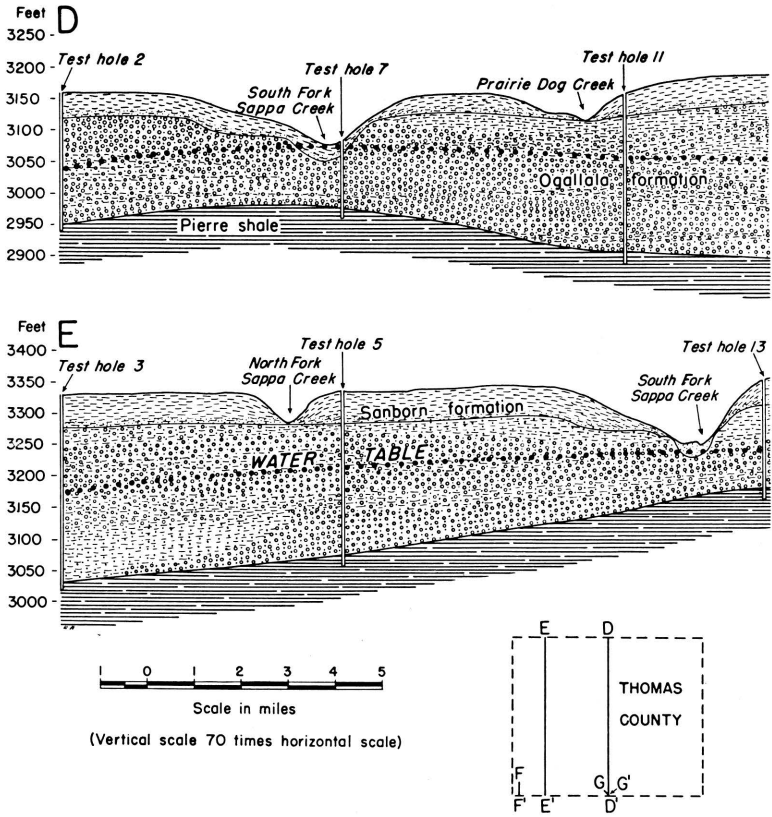 Feet D
3250
3200
3150
3100
3050
3000
2950
2900
Test hole 2
South Fork
Sappa Creek
Test hole 7
Prairie Dog Creek
Test hole 11
Ogallala formation
Pierre shale
Feet E
3400
3350
3300
3250
3200
3150
3100
3050
3000
Test hole 3
North Fork
Sappa Creek
Test hole 5
South Fork
Sappa Creek
Test hole 13
Sanborn formation
WATER TABLE
1 0 1 2 3 4 5
Scale in miles
(Vertical scale 70 times horizontal scale)
E D
THOMAS
COUNTY
F G G'
F' E' D'